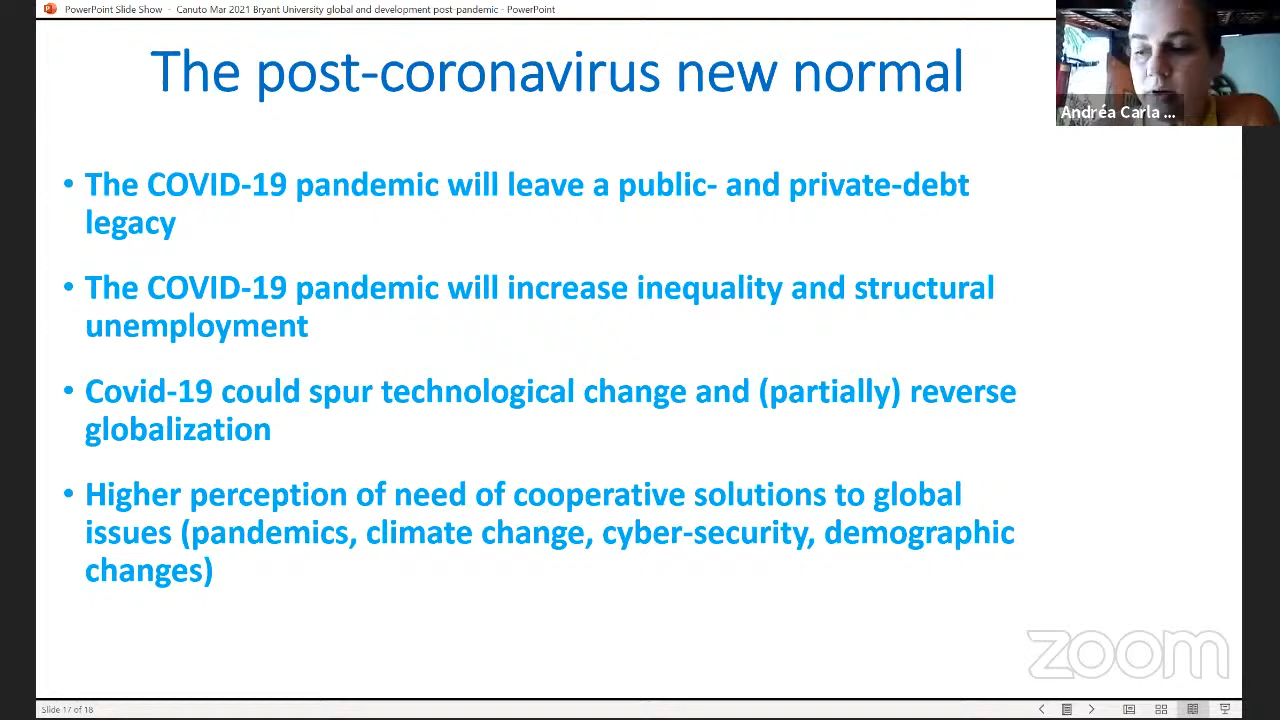 PowerPoint Slide Show - Canuto Mar 2021 Bryant University global and development post-pandemic - PowerPoint
The post-coronavirus new normal
Andréa Carla ...
• The COVID-19 pandemic will leave a public- and private-debt
legacy
• The COVID-19 pandemic will increase inequality and structural
unemployment
• Covid-19 could spur technological change and (partially) reverse
globalization
• Higher perception of need of cooperative solutions to global
issues (pandemics, climate change, cyber-security, demographic
changes)
zoom
Slide 17 of 18